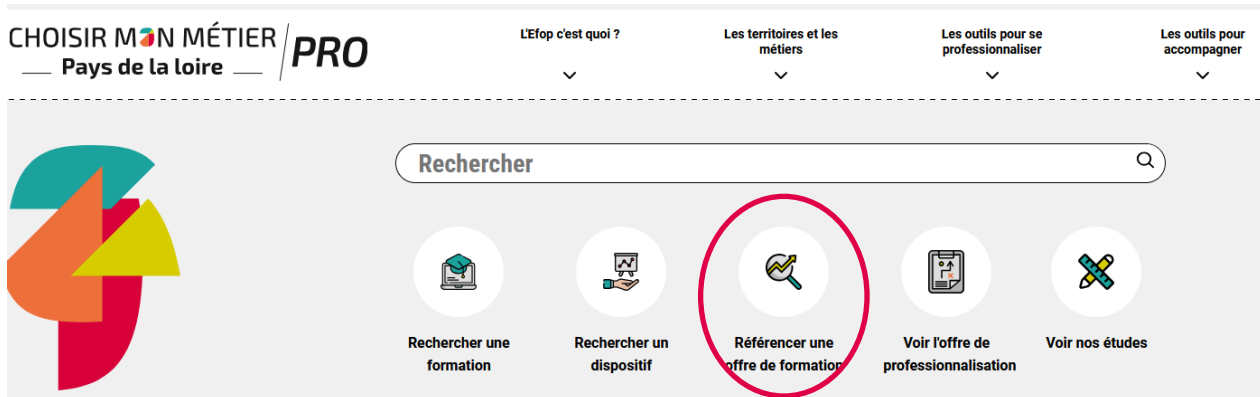 CHOISIR MON MÉTIER
Pays de la loire
PRO
L'Efop c'est quoi ?
Les territoires et les
métiers
Les outils pour se
professionnaliser
Les outils pour
accompagner
Rechercher
Rechercher une
formation
Rechercher un
dispositif
Référencer une
offre de formation
Voir l'offre de
professionnalisation
Voir nos études